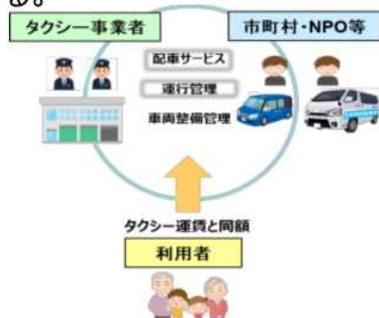 る。
タクシー事業者
市町村・NPO等
配車サービス
運行管理
車両整備管理
タクシー運賃と同額
利用者